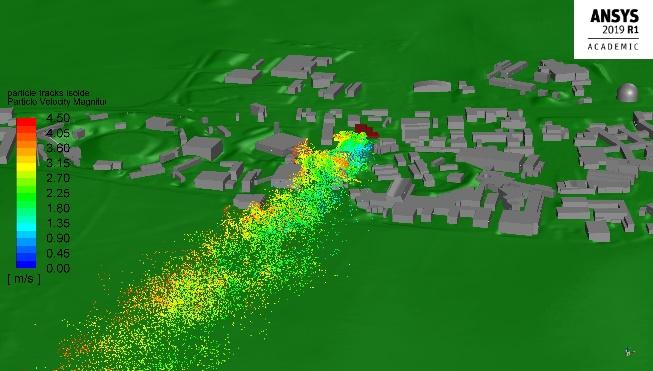 ANSYS
2019 R1
ACADEMIC
particle tracks isoide
Particle Velocity Magnitu
4.50
4.05
3.60
3.15
2.70
2.25
1.80
1.35
0.90
0.45
0.00
[ m/s ]